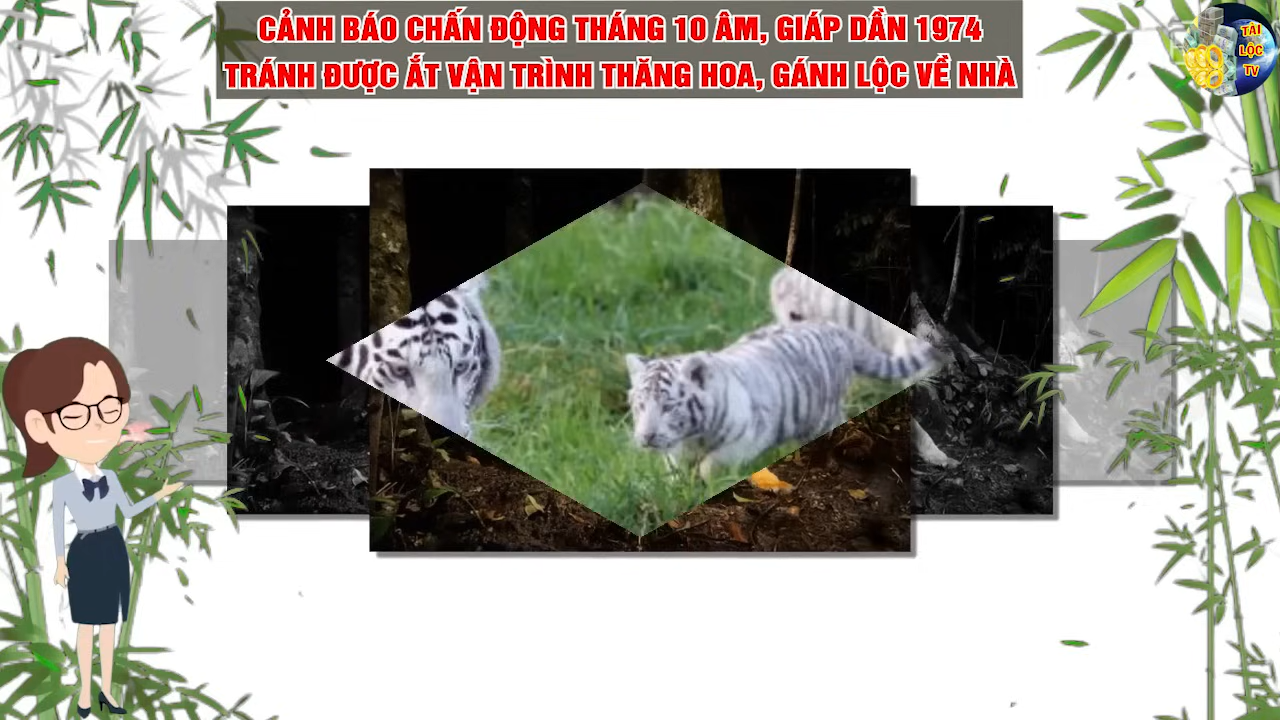 CẢNH BÁO CHẤN ĐỘNG THÁNG 10 ÂM, GIÁP DẦN 1974
TRÁNH ĐƯỢC ẮT VẬN TRÌNH THĂNG HOA, GÁNH LỘC VỀ NHÀ
TÀI
LỘC
TV